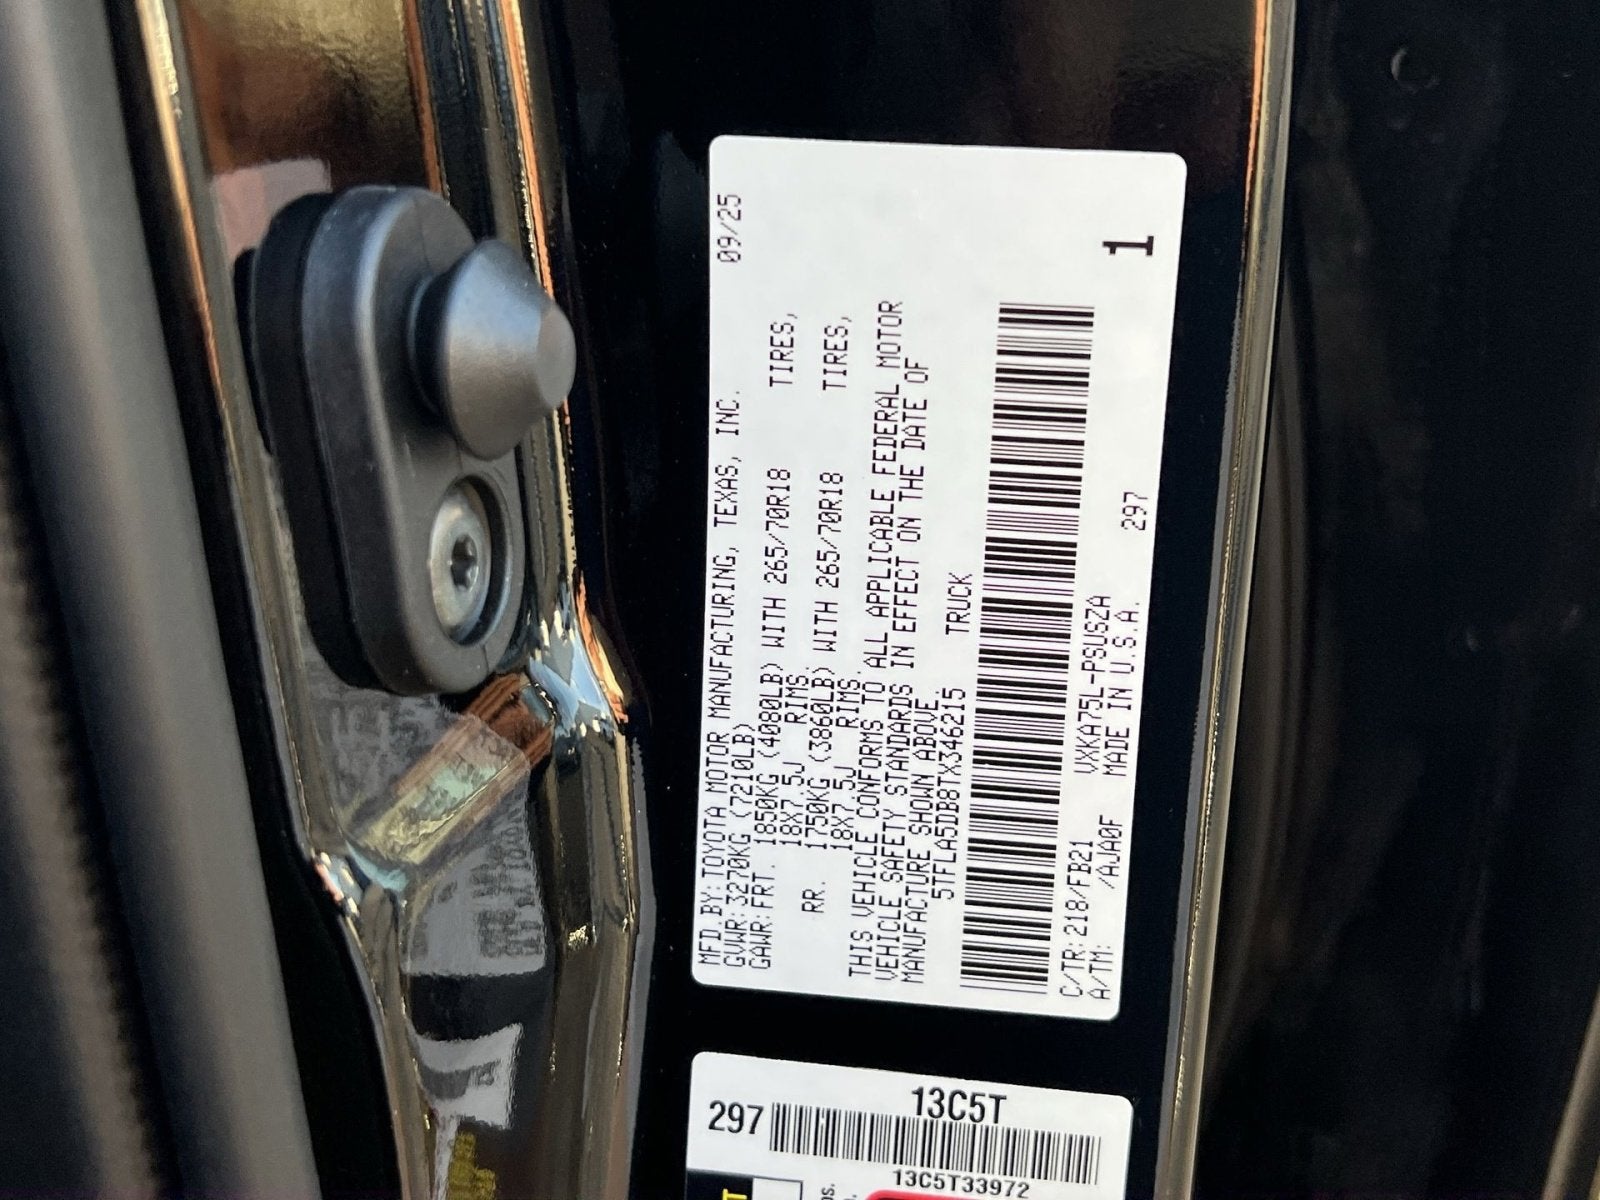 MFD.BY:TOYOTA MOTOR MANUFACTURING, TEXAS, INC. 09/25
GVWR:3270KG (7210LB)
GAWR:FRT. 1850KG (4080LB) WITH 265/70R18 TIRES,
18X7.5J RIMS.
RR. 1750KG (3860LB) WITH 265/70R18 TIRES,
18X7.5J RIMS.
THIS VEHICLE CONFORMS TO ALL APPLICABLE FEDERAL MOTOR
VEHICLE SAFETY STANDARDS IN EFFECT ON THE DATE OF
MANUFACTURE SHOWN ABOVE.
5TFLA5DB8TX346215 TRUCK
C/TR:218/FB21 VXKA75L-PSUSZA 297 1
A/TM: /AJA0F MADE IN U.S.A.
13C5T
297
13C5T33972